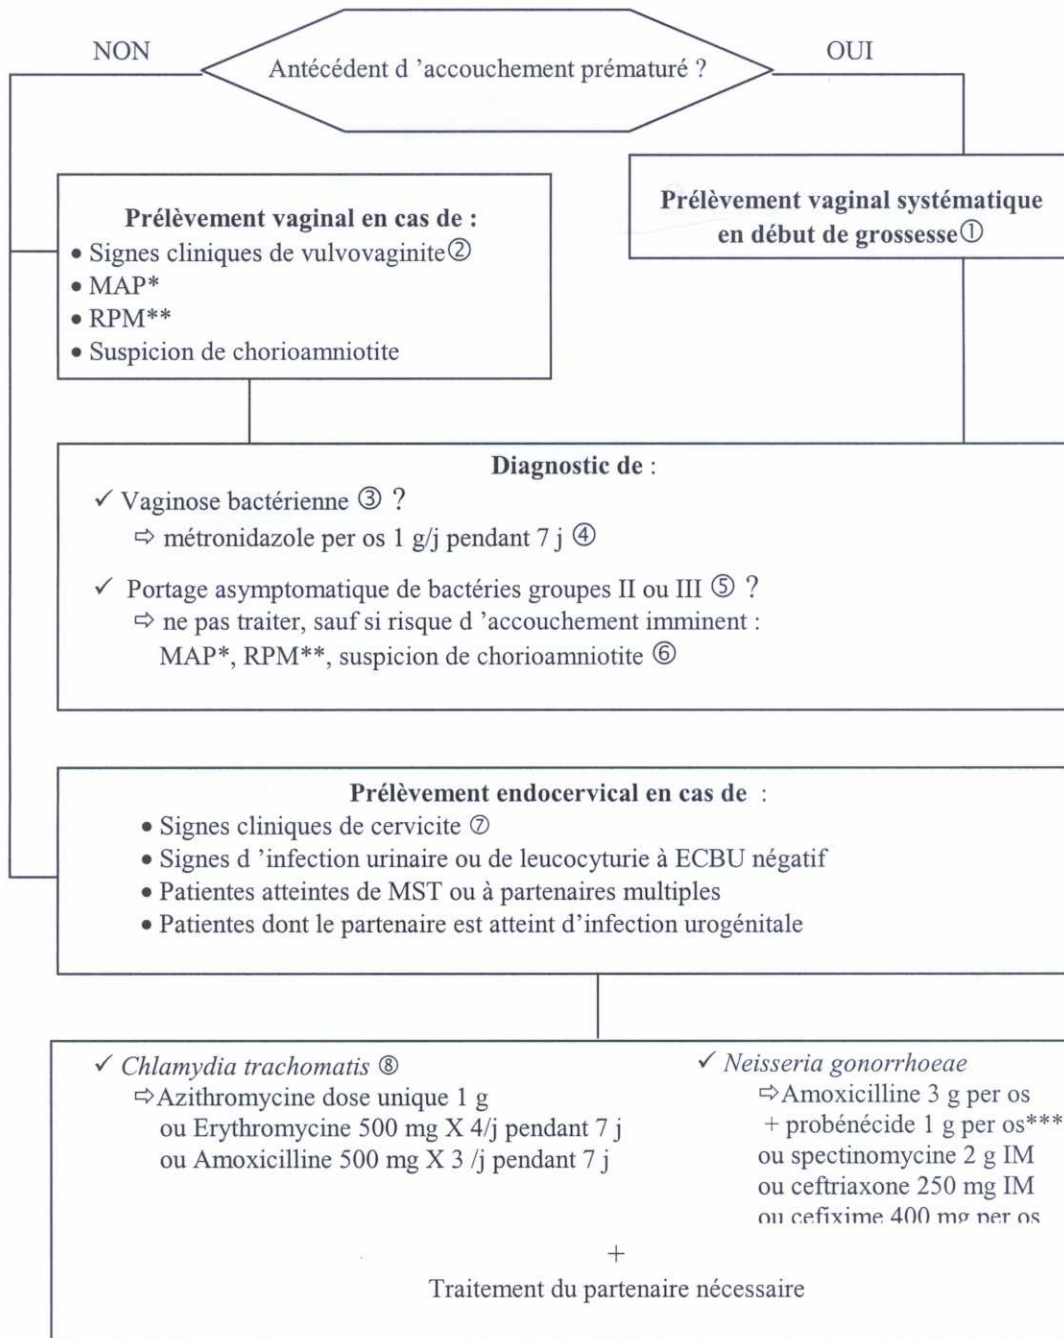 NON
OUI
Antécédent d ’accouchement prématuré ?
Prélèvement vaginal en cas de :
• Signes cliniques de vulvovaginite②
• MAP*
• RPM**
• Suspicion de chorioamniotite
Prélèvement vaginal systématique
en début de grossesse①
Diagnostic de :
✓ Vaginose bactérienne ③ ?
⇨ métronidazole per os 1 g/j pendant 7 j ④
✓ Portage asymptomatique de bactéries groupes II ou III ⑤ ?
⇨ ne pas traiter, sauf si risque d ’accouchement imminent :
MAP*, RPM**, suspicion de chorioamniotite ⑥
Prélèvement endocervical en cas de :
• Signes cliniques de cervicite ⑦
• Signes d ’infection urinaire ou de leucocyturie à ECBU négatif
• Patientes atteintes de MST ou à partenaires multiples
• Patientes dont le partenaire est atteint d’infection urogénitale
✓ Chlamydia trachomatis ⑧
⇨Azithromycine dose unique 1 g
ou Erythromycine 500 mg X 4/j pendant 7 j
ou Amoxicilline 500 mg X 3 /j pendant 7 j
✓ Neisseria gonorrhoeae
⇨Amoxicilline 3 g per os
+ probénécide 1 g per os***
ou spectinomycine 2 g IM
ou ceftriaxone 250 mg IM
ou cefixime 400 mg per os
+
Traitement du partenaire nécessaire